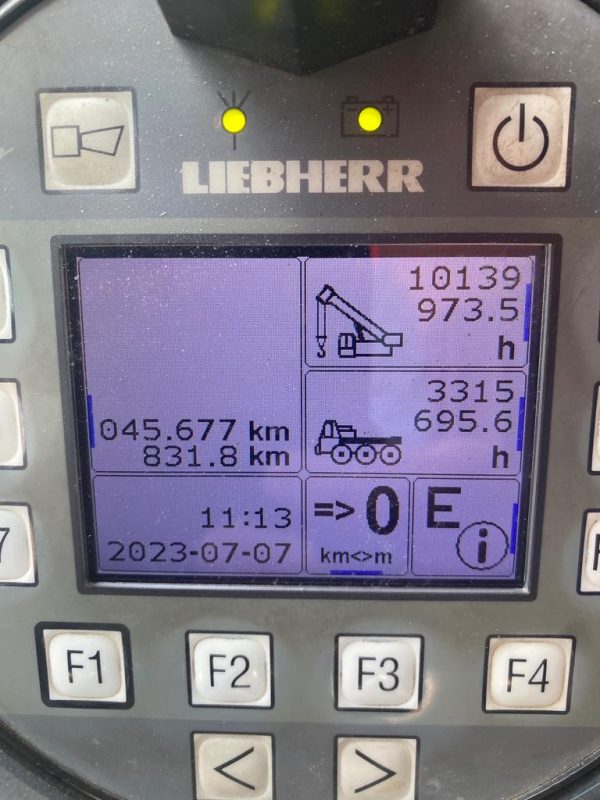 LIEBHERR
10139
973.5
h
045.677 km
831.8 km
3315
695.6
h
11:13
2023-07-07
=> 0
km<>m
E
i
7
F1
F2
F3
F4
< >